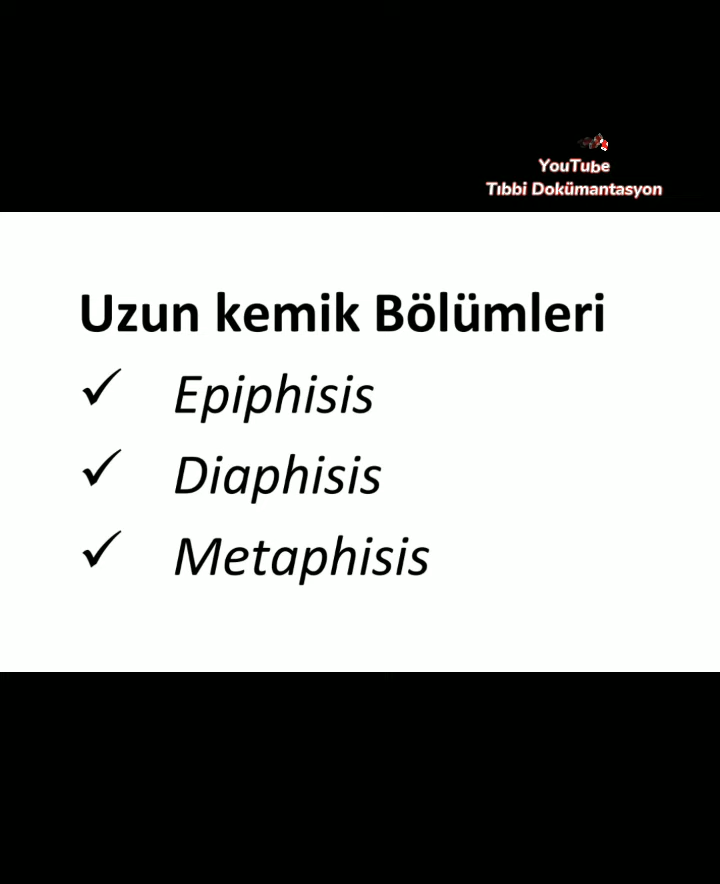 YouTube
Tıbbi Dokümantasyon
Uzun kemik Bölümleri
✓ Epiphisis
✓ Diaphisis
✓ Metaphisis